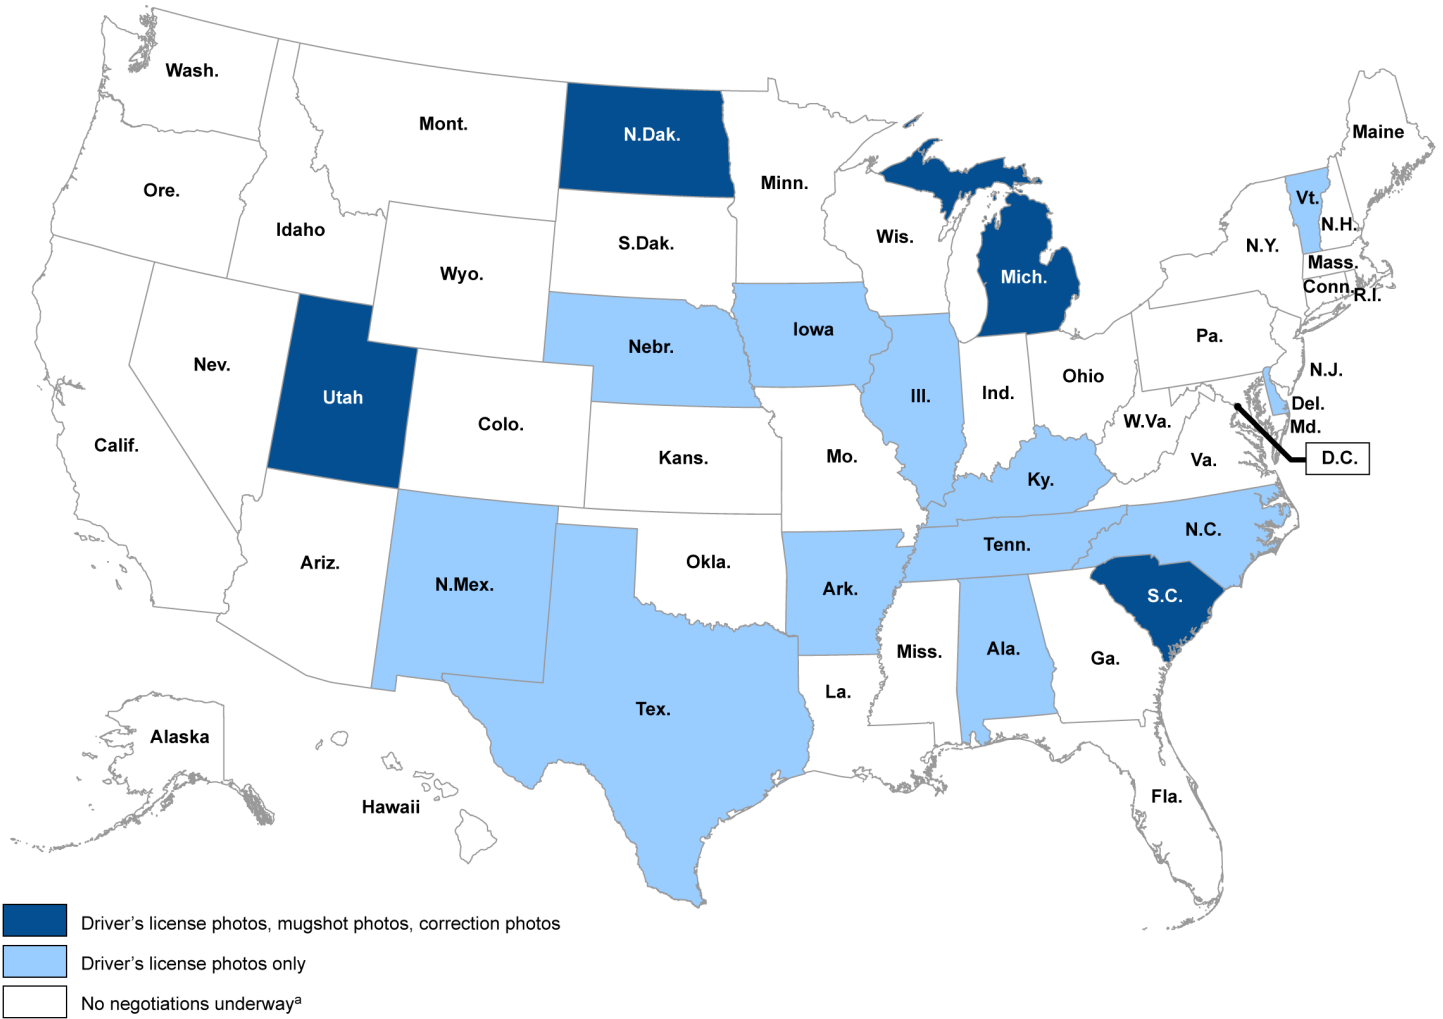 Wash.
Maine
Mont.
N.Dak.
Minn.
Ore.
Vt.
N.H.
Idaho
S.Dak.
Wis.
N.Y.
Mass.
Wyo.
Mich.
Conn.
R.I.
Iowa
Nebr.
Pa.
Nev.
Utah
Ill.
Ind.
Ohio
N.J.
Del.
Calif.
Colo.
W.Va.
Md.
Kans.
Mo.
Va.
D.C.
Ky.
N.C.
Tenn.
Ariz.
Okla.
N.Mex.
Ark.
S.C.
Miss.
Ala.
Ga.
La.
Tex.
Alaska
Hawaii
Fla.
Driver's license photos, mugshot photos, correction photos
Driver's license photos only
No negotiations underwayᵃ